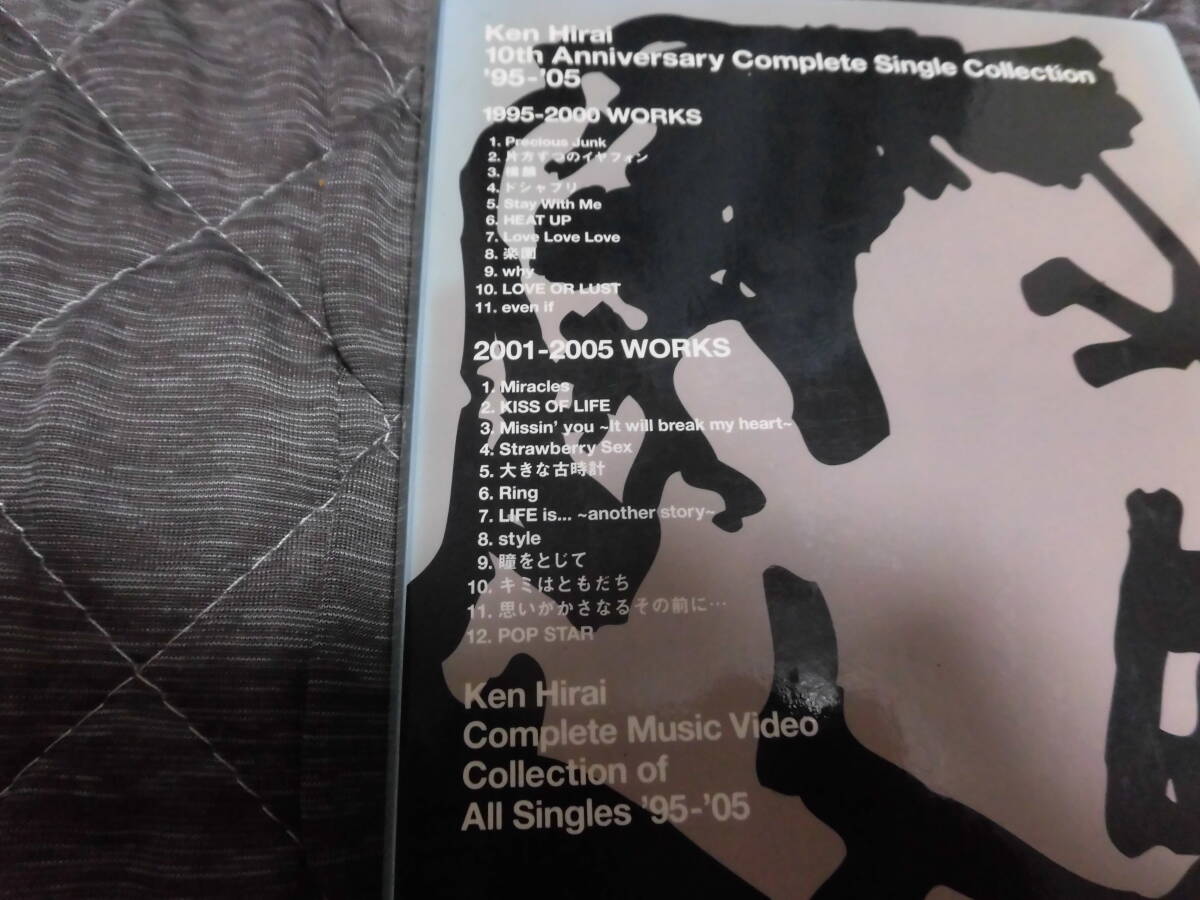 Ken Hirai
10th Anniversary Complete Single Collection
'95-'05
1995-2000 WORKS
1. Precious Junk
2. 片方ずつのイヤフォン
3. 横顔
4. ドシャブリ
5. Stay With Me
6. HEAT UP
7. Love Love Love
8. 楽園
9. why
10. LOVE OR LUST
11. even if
2001-2005 WORKS
1. Miracles
2. KISS OF LIFE
3. Missin' you ~It will break my heart~
4. Strawberry Sex
5. 大きな古時計
6. Ring
7. LIFE is... ~another story~
8. style
9. 瞳をとじて
10. キミはともだち
11. 思いがかさなるその前に…
12. POP STAR
Ken Hirai
Complete Music Video
Collection of
All Singles '95-'05